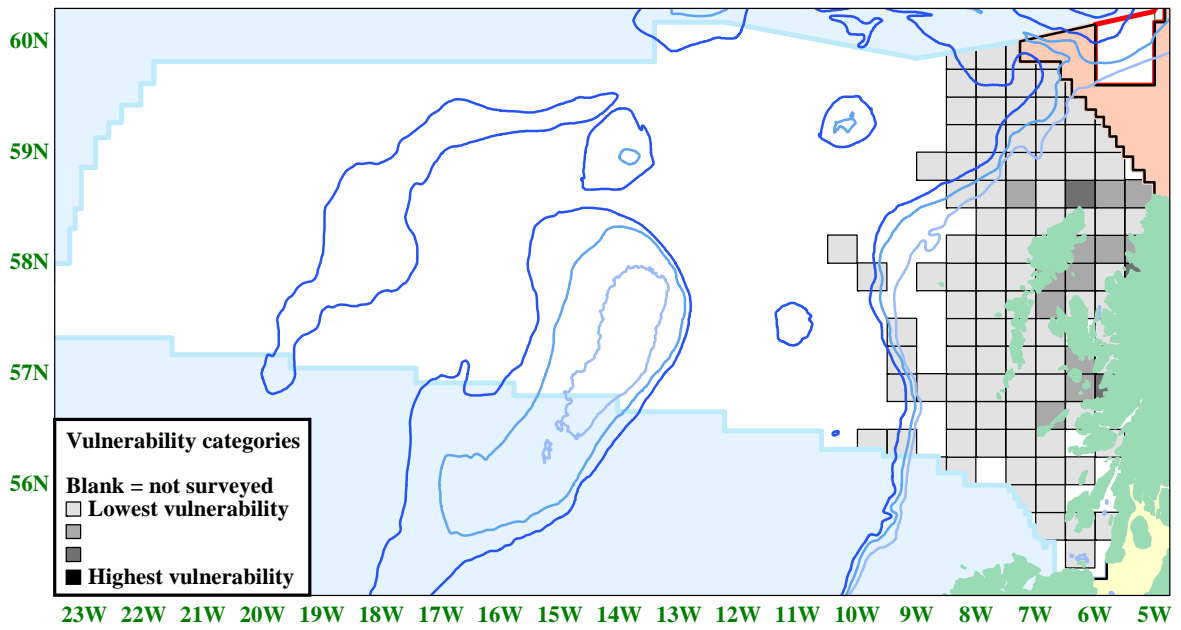 60N
59N
58N
57N
56N
Vulnerability categories
Blank = not surveyed
Lowest vulnerability
Highest vulnerability
23W 22W 21W 20W 19W 18W 17W 16W 15W 14W 13W 12W 11W 10W 9W 8W 7W 6W 5W